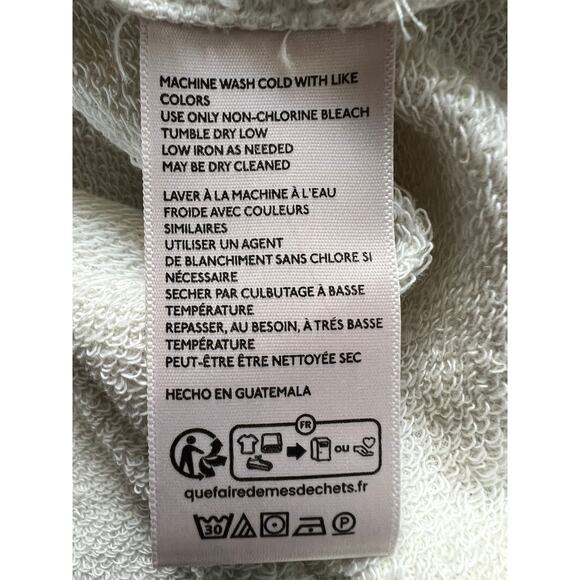 MACHINE WASH COLD WITH LIKE
COLORS
USE ONLY NON-CHLORINE BLEACH
TUMBLE DRY LOW
LOW IRON AS NEEDED
MAY BE DRY CLEANED
LAVER À LA MACHINE À L'EAU
FROIDE AVEC COULEURS
SIMILAIRES
UTILISER UN AGENT
DE BLANCHIMENT SANS CHLORE SI
NÉCESSAIRE
SECHER PAR CULBUTAGE À BASSE
TEMPÉRATURE
REPASSER, AU BESOIN, À TRÉS BASSE
TEMPÉRATURE
PEUT-ÊTRE ÊTRE NETTOYÉE SEC
HECHO EN GUATEMALA
FR
OU
quefairedemesdechets.fr
30 P